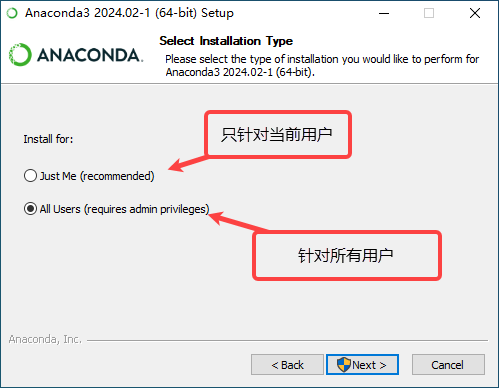 Anaconda3 2024.02-1 (64-bit) Setup
ANACONDA.
Select Installation Type
Please select the type of installation you would like to perform for
Anaconda3 2024.02-1 (64-bit).
只针对当前用户
Install for:
Just Me (recommended)
All Users (requires admin privileges)
针对所有用户
Anaconda, Inc.
< Back
Next >
Cancel